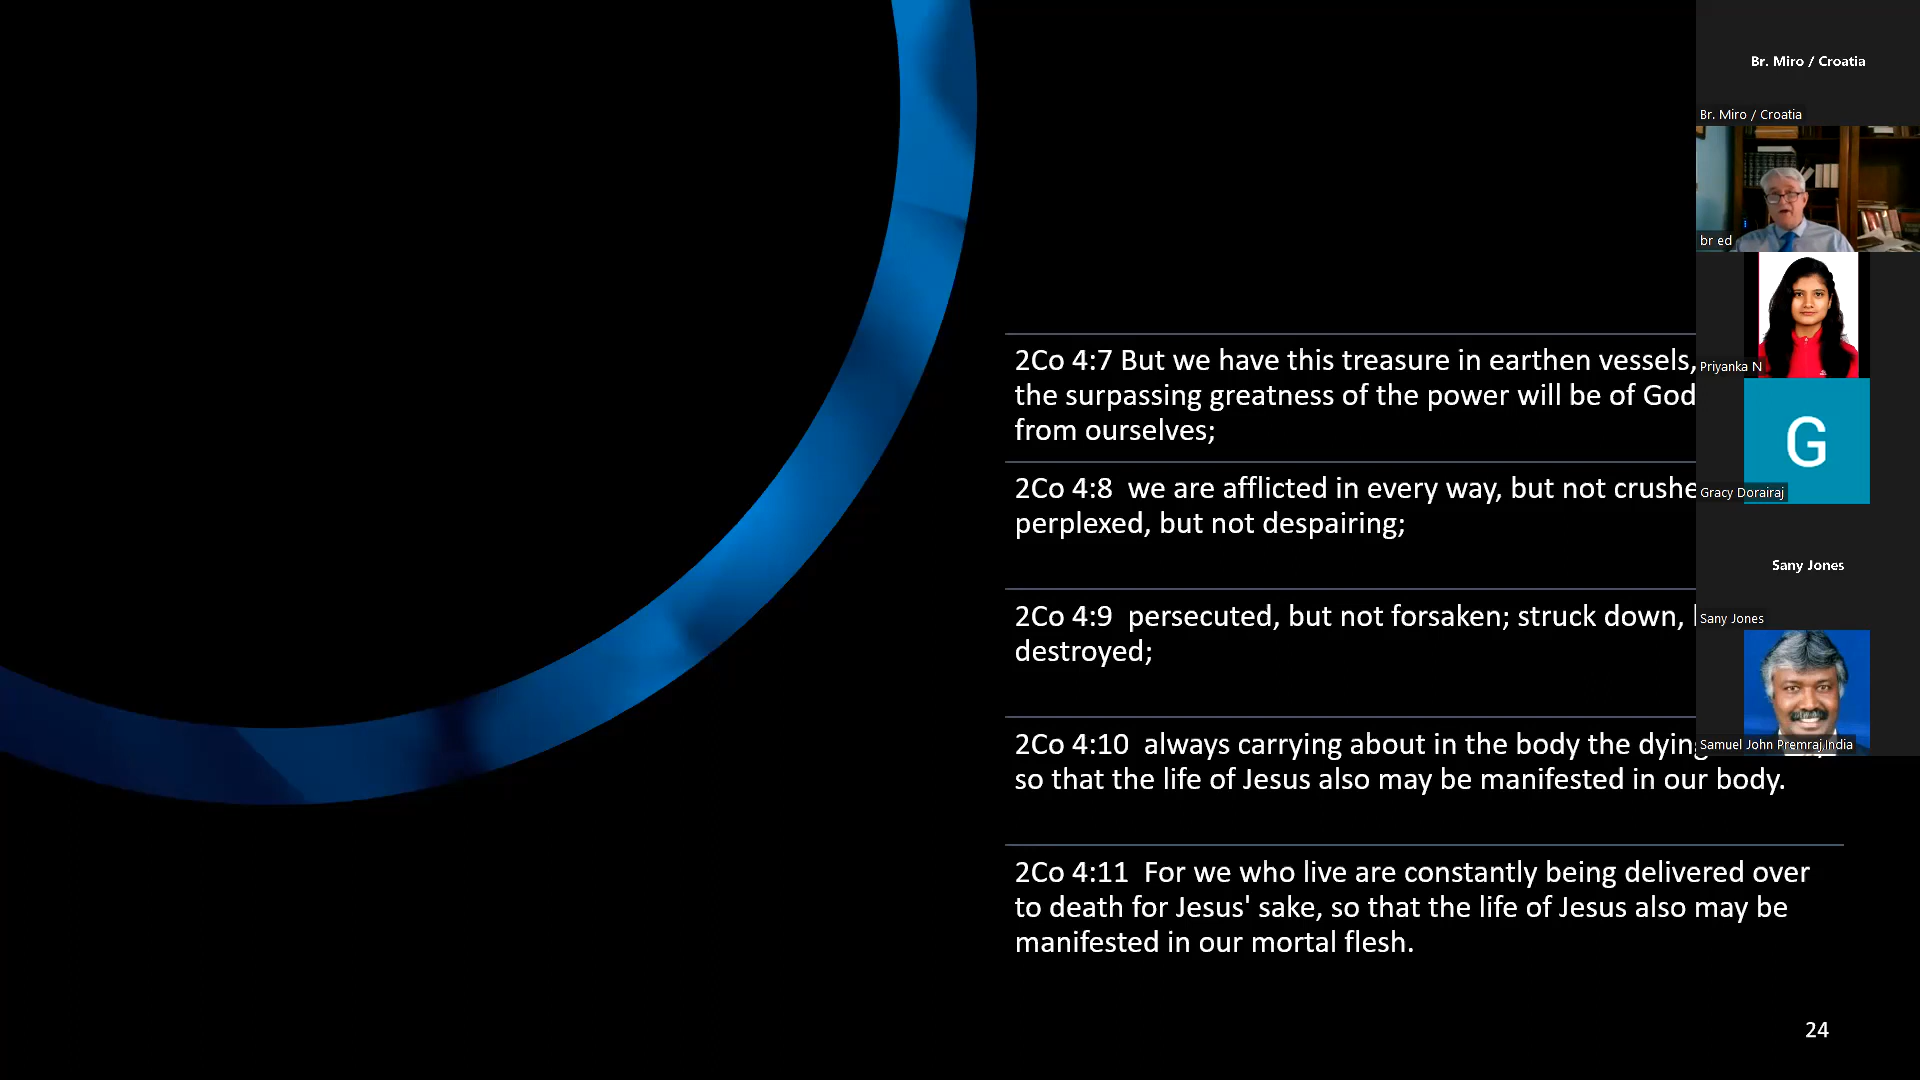 2Co 4:7 But we have this treasure in earthen vessels,
the surpassing greatness of the power will be of God
from ourselves;
2Co 4:8  we are afflicted in every way, but not crushe
perplexed, but not despairing;
2Co 4:9  persecuted, but not forsaken; struck down,
destroyed;
2Co 4:10  always carrying about in the body the dying
so that the life of Jesus also may be manifested in our body.
2Co 4:11  For we who live are constantly being delivered over
to death for Jesus' sake, so that the life of Jesus also may be
manifested in our mortal flesh.
24
Br. Miro / Croatia
Br. Miro / Croatia
br ed
Priyanka N
G
Gracy Dorairaj
Sany Jones
Sany Jones
Samuel John Premraj,India